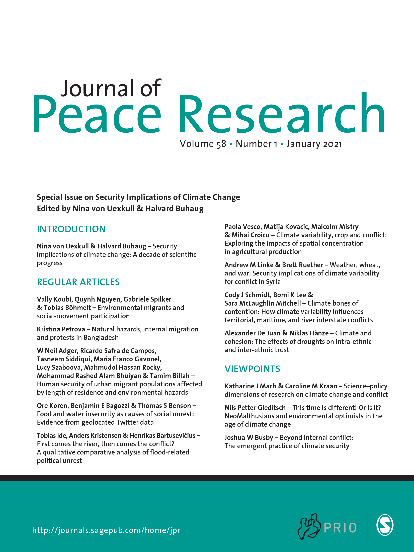 Journal of
Peace Research
Volume 58 • Number 1 • January 2021
Special Issue on Security Implications of Climate Change
Edited by Nina von Uexkull & Halvard Buhaug
INTRODUCTION
Nina von Uexkull & Halvard Buhaug – Security
implications of climate change: A decade of scientific
progress
REGULAR ARTICLES
Vally Koubi, Quynh Nguyen, Gabriele Spilker
& Tobias Böhmelt – Environmental migrants and
social-movement participation
Kristina Petrova – Natural hazards, internal migration
and protests in Bangladesh
W Neil Adger, Ricardo Safra de Campos,
Tasneem Siddiqui, Maria Franco Gavonel,
Lucy Szaboova, Mahmudol Hassan Rocky,
Mohammad Rashed Alam Bhuiyan & Tamim Billah –
Human security of urban migrant populations affected
by length of residence and environmental hazards
Ore Koren, Benjamin E Bagozzi & Thomas S Benson –
Food and water insecurity as causes of social unrest:
Evidence from geolocated Twitter data
Tobias Ide, Anders Kristensen & Henrikas Bartusevičius –
First comes the river, then comes the conflict?
A qualitative comparative analysis of flood-related
political unrest
Paola Vesco, Matija Kovacic, Malcolm Mistry
& Mihai Croicu – Climate variability, crop and conflict:
Exploring the impacts of spatial concentration
in agricultural production
Andrew M Linke & Brett Ruether – Weather, wheat,
and war: Security implications of climate variability
for conflict in Syria
Cody J Schmidt, Bomi K Lee &
Sara McLaughlin Mitchell – Climate bones of
contention: How climate variability influences
territorial, maritime, and river interstate conflicts
Alexander De Juan & Niklas Hänze – Climate and
cohesion: The effects of droughts on intra-ethnic
and inter-ethnic trust
VIEWPOINTS
Katharine J Mach & Caroline M Kraan – Science–policy
dimensions of research on climate change and conflict
Nils Petter Gleditsch – This time is different! Or is it?
NeoMalthusians and environmental optimists in the
age of climate change
Joshua W Busby – Beyond internal conflict:
The emergent practice of climate security
http://journals.sagepub.com/home/jpr
PRIO
S